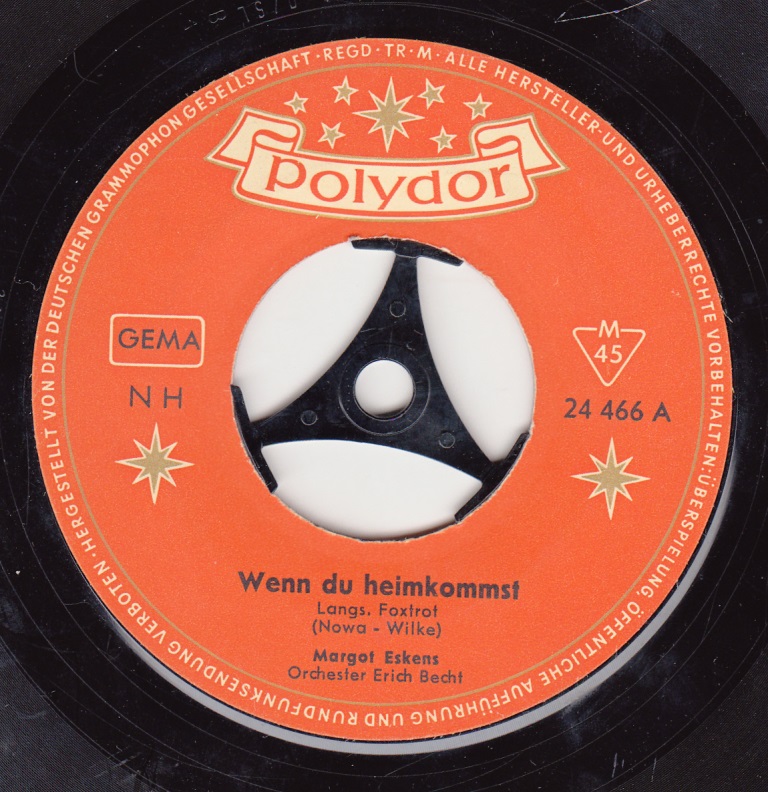 HERGESTELLT VON DER DEUTSCHEN GRAMMOPHON GESELLSCHAFT · REGD · TR · M · ALLE HERSTELLER- UND URHEBERRECHTE VORBEHALTEN: ÜBERSPIELUNG, ÖFFENTLICHE AUFFÜHRUNG UND RUNDFUNKSENDUNG VERBOTEN ·
polydor
GEMA
NH
M
45
24 466 A
Wenn du heimkommst
Langs. Foxtrot
(Nowa - Wilke)
Margot Eskens
Orchester Erich Becht